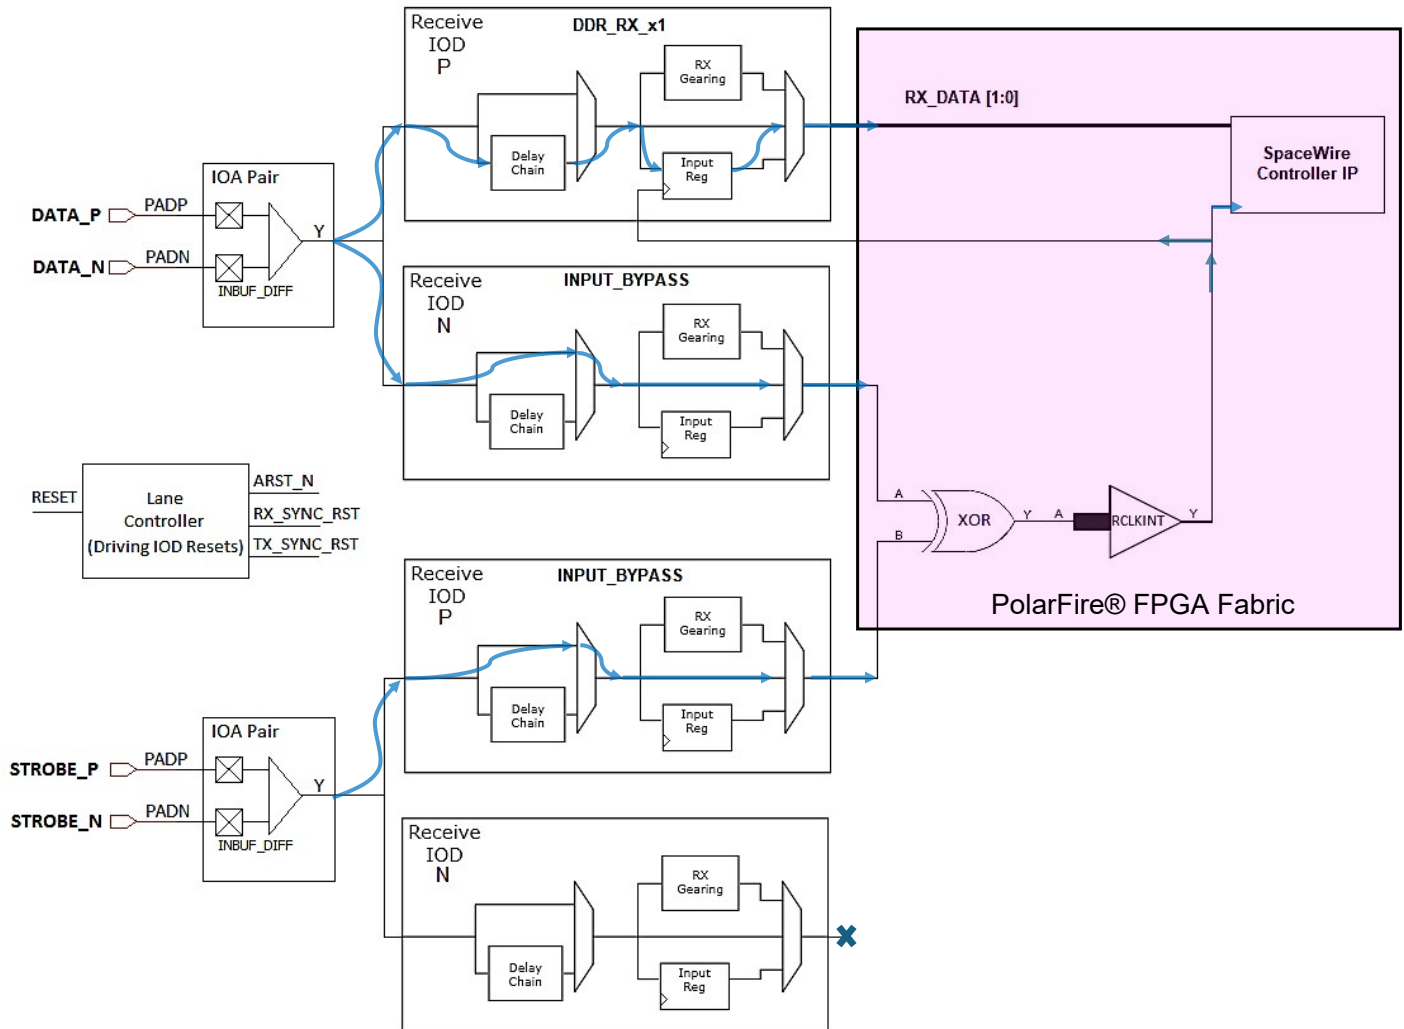 Receive
IOD
P
DDR_RX_x1
RX
Gearing
Delay
Chain
Input
Reg
RX_DATA [1:0]
SpaceWire
Controller IP
IOA Pair
DATA_P
PADP
Y
DATA_N
PADN
INBUF_DIFF
Receive
IOD
N
INPUT_BYPASS
RX
Gearing
Delay
Chain
Input
Reg
RESET
Lane
Controller
(Driving IOD Resets)
ARST_N
RX_SYNC_RST
TX_SYNC_RST
A
B
XOR
Y
A
RCLKINT
Y
PolarFire® FPGA Fabric
Receive
IOD
P
INPUT_BYPASS
RX
Gearing
Delay
Chain
Input
Reg
IOA Pair
STROBE_P
PADP
Y
STROBE_N
PADN
INBUF_DIFF
Receive
IOD
N
RX
Gearing
Delay
Chain
Input
Reg